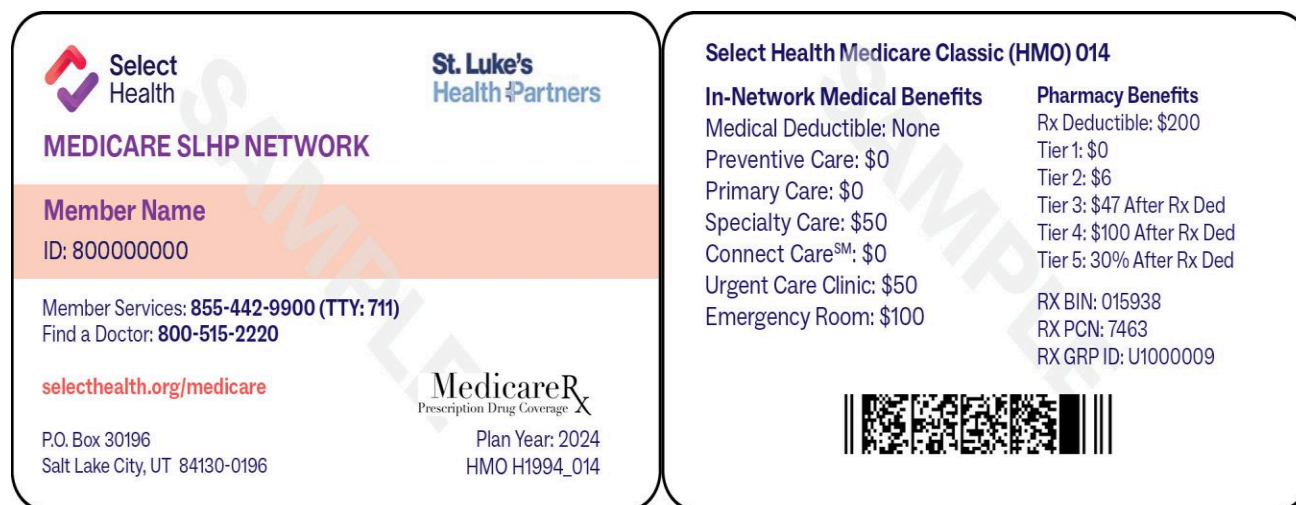 Select
Health
St. Luke's
Health Partners
MEDICARE SLHP NETWORK
Member Name
ID: 800000000
Member Services: 855-442-9900 (TTY: 711)
Find a Doctor: 800-515-2220
selecthealth.org/medicare
MedicareRx
Prescription Drug Coverage
P.O. Box 30196
Salt Lake City, UT 84130-0196
Plan Year: 2024
HMO H1994_014
SAMPLE
Select Health Medicare Classic (HMO) 014
In-Network Medical Benefits
Medical Deductible: None
Preventive Care: $0
Primary Care: $0
Specialty Care: $50
Connect Care℠: $0
Urgent Care Clinic: $50
Emergency Room: $100
Pharmacy Benefits
Rx Deductible: $200
Tier 1: $0
Tier 2: $6
Tier 3: $47 After Rx Ded
Tier 4: $100 After Rx Ded
Tier 5: 30% After Rx Ded
RX BIN: 015938
RX PCN: 7463
RX GRP ID: U1000009
SAMPLE